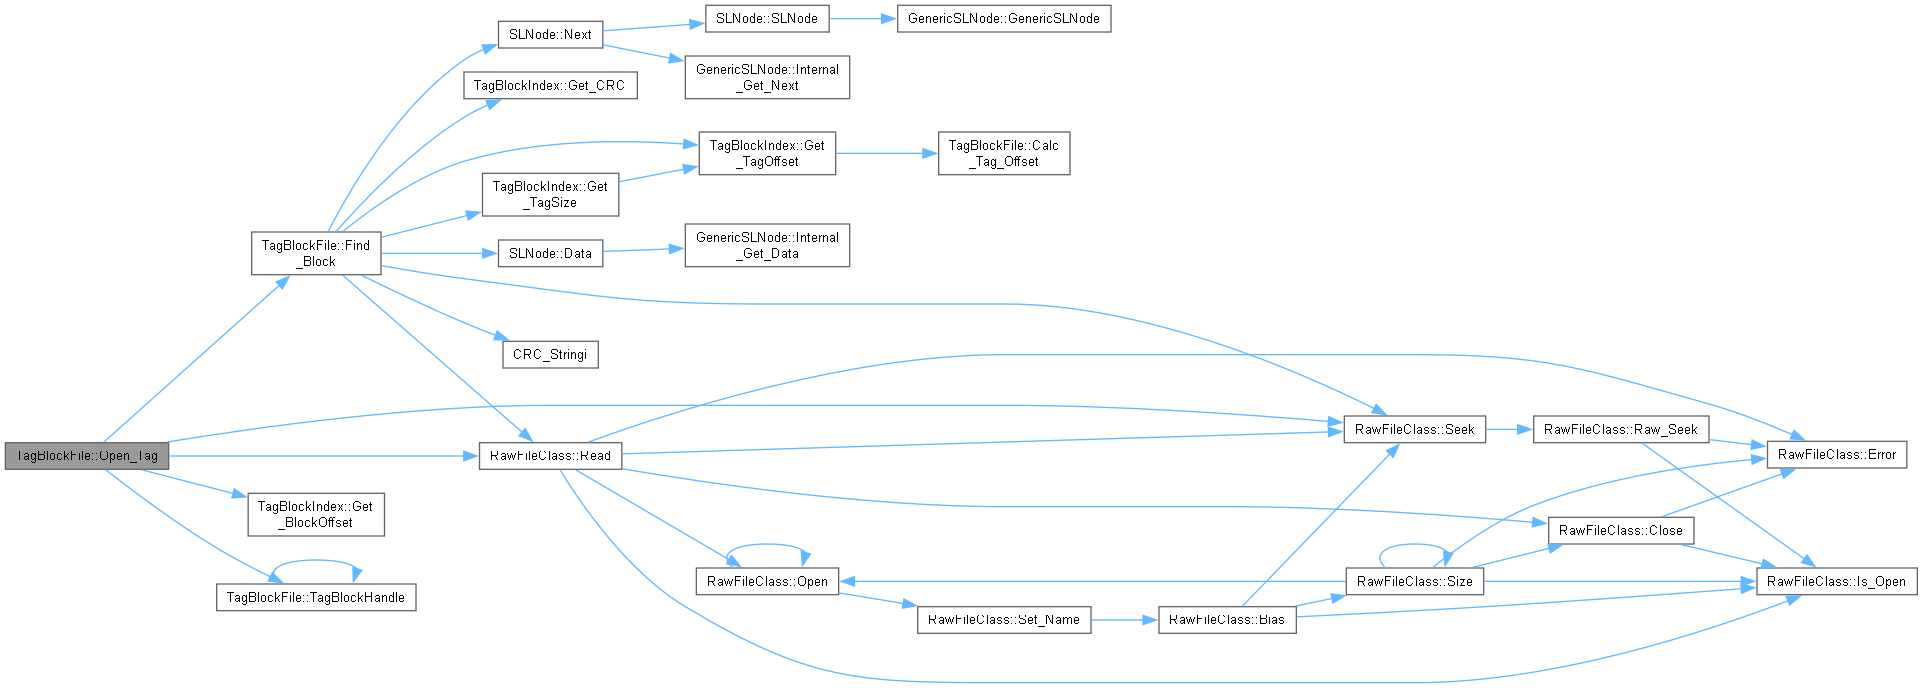 SLNode::SLNode
GenericSLNode::GenericSLNode
SLNode::Next
GenericSLNode::Internal
_Get_Next
TagBlockIndex::Get_CRC
TagBlockIndex::Get
_TagOffset
TagBlockFile::Calc
_Tag_Offset
TagBlockIndex::Get
_TagSize
TagBlockFile::Find
_Block
SLNode::Data
GenericSLNode::Internal
_Get_Data
CRC_Stringi
TagBlockFile::Open_Tag
RawFileClass::Read
RawFileClass::Seek
RawFileClass::Raw_Seek
RawFileClass::Error
TagBlockIndex::Get
_BlockOffset
RawFileClass::Close
TagBlockFile::TagBlockHandle
RawFileClass::Open
RawFileClass::Size
RawFileClass::Is_Open
RawFileClass::Set_Name
RawFileClass::Bias